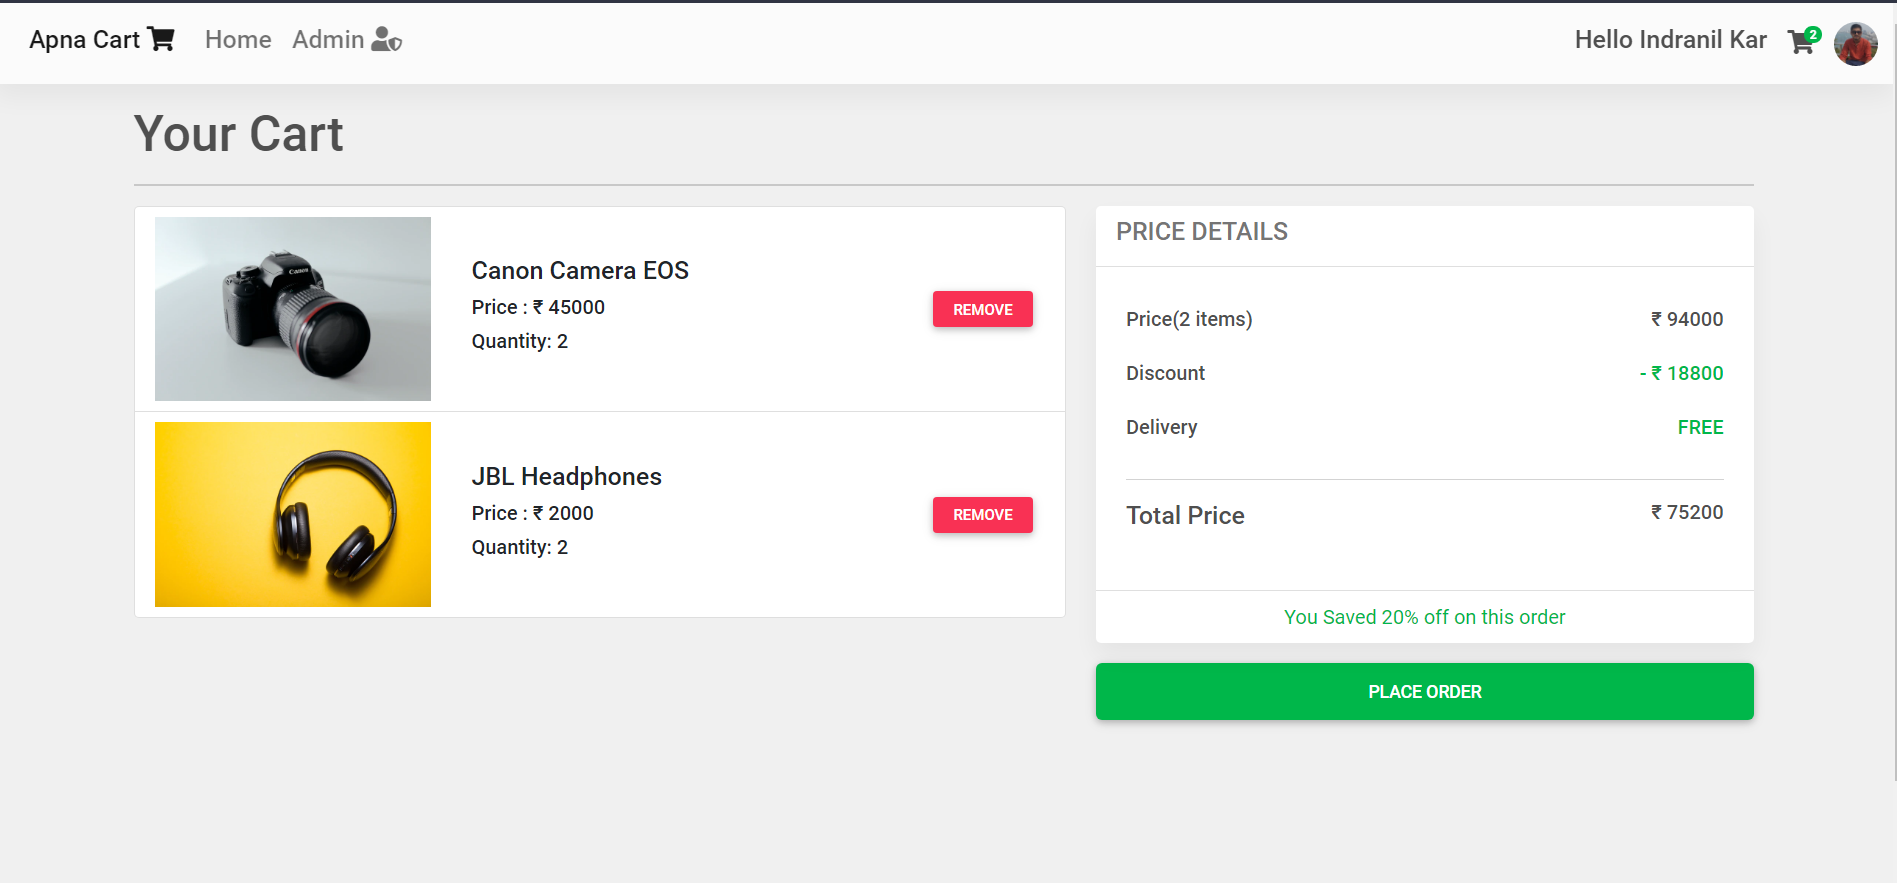 Apna Cart Home Admin Hello Indranil Kar 2
Your Cart
Canon
Canon Camera EOS
Price : ₹ 45000
Quantity: 2
REMOVE
JBL Headphones
Price : ₹ 2000
Quantity: 2
REMOVE
PRICE DETAILS
Price(2 items) ₹ 94000
Discount - ₹ 18800
Delivery FREE
Total Price ₹ 75200
You Saved 20% off on this order
PLACE ORDER